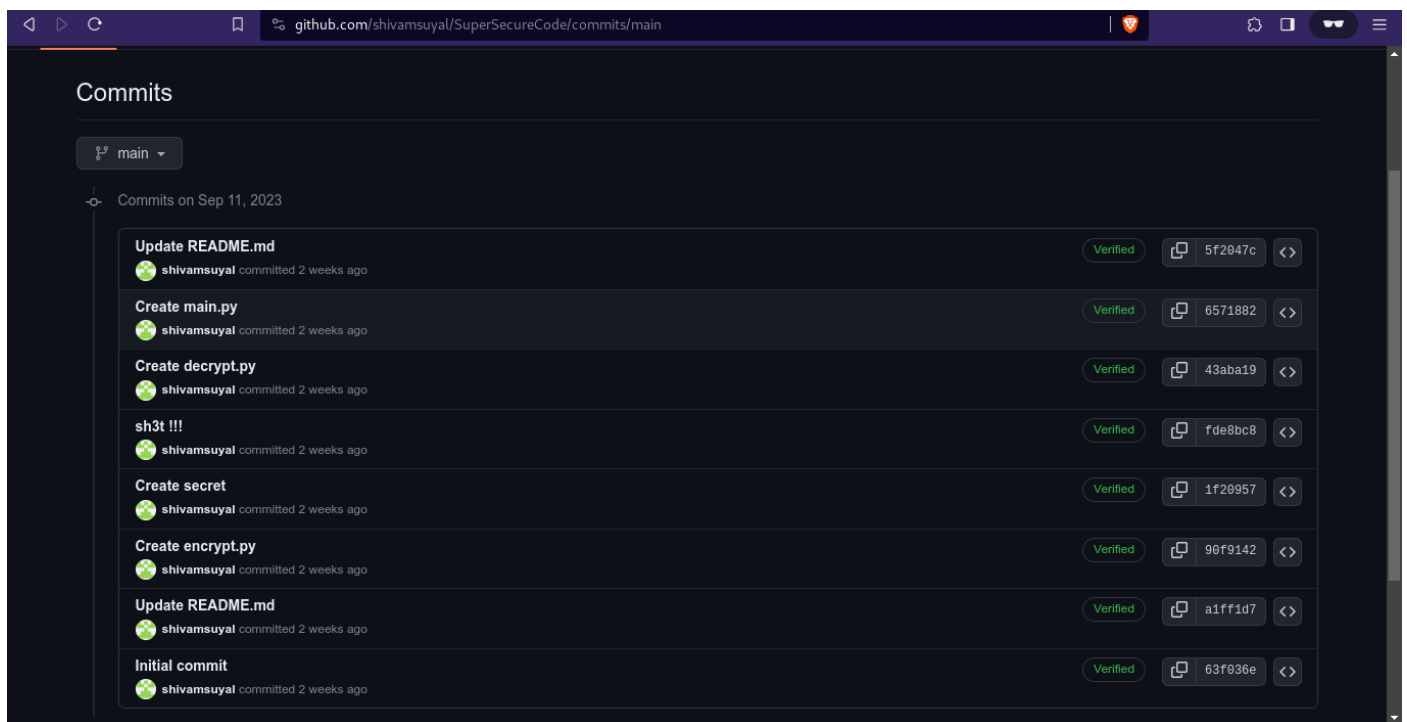 github.com/shivamsuyal/SuperSecureCode/commits/main
Commits
main
Commits on Sep 11, 2023
Update README.md
Verified 5f2047c
shivamsuyal committed 2 weeks ago
Create main.py
Verified 6571882
shivamsuyal committed 2 weeks ago
Create decrypt.py
Verified 43aba19
shivamsuyal committed 2 weeks ago
sh3t !!!
Verified fde8bc8
shivamsuyal committed 2 weeks ago
Create secret
Verified 1f20957
shivamsuyal committed 2 weeks ago
Create encrypt.py
Verified 90f9142
shivamsuyal committed 2 weeks ago
Update README.md
Verified a1ff1d7
shivamsuyal committed 2 weeks ago
Initial commit
Verified 63f036e
shivamsuyal committed 2 weeks ago